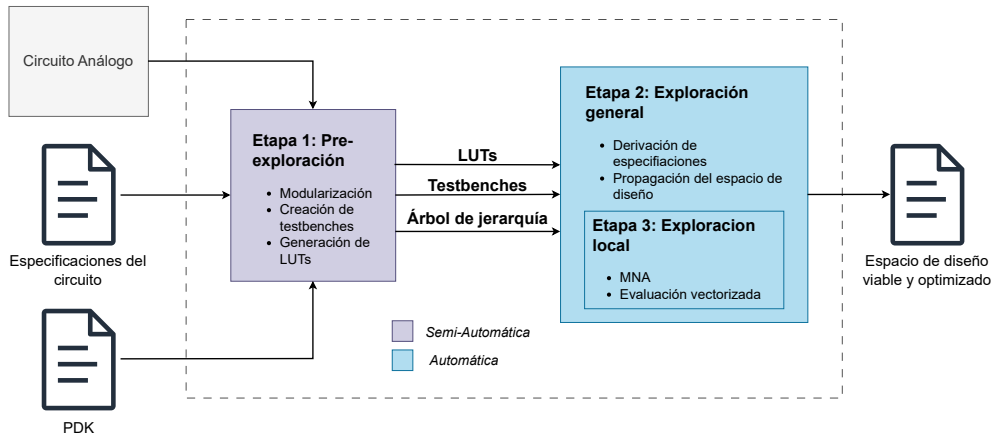 Circuito Análogo
Especificaciones del
circuito
PDK
Etapa 1: Pre-
exploración
• Modularización
• Creación de
testbenches
• Generación de
LUTs
LUTs
Testbenches
Árbol de jerarquía
Etapa 2: Exploración
general
• Derivación de
especifiaciones
• Propagación del espacio de
diseño
Etapa 3: Exploracion
local
• MNA
• Evaluación vectorizada
Semi-Automática
Automática
Espacio de diseño
viable y optimizado